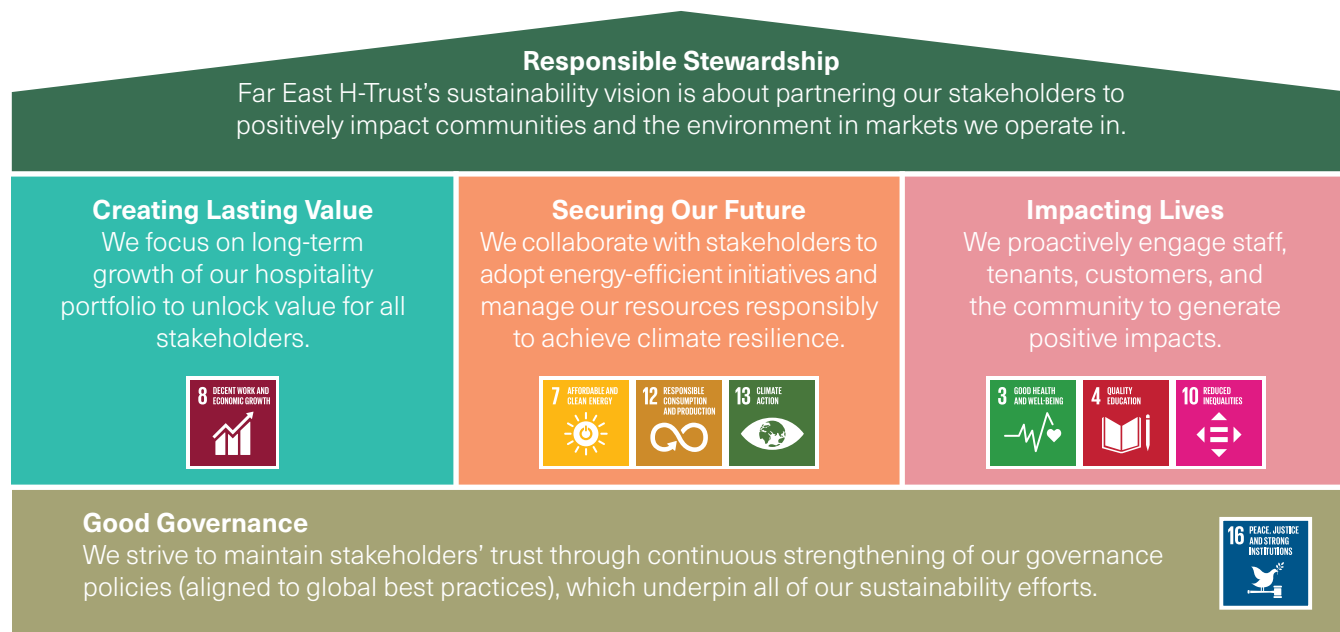 Responsible Stewardship
Far East H-Trust’s sustainability vision is about partnering our stakeholders to
positively impact communities and the environment in markets we operate in.
Creating Lasting Value
We focus on long-term
growth of our hospitality
portfolio to unlock value for all
stakeholders.
8 DECENT WORK AND
ECONOMIC GROWTH
Securing Our Future
We collaborate with stakeholders to
adopt energy-efficient initiatives and
manage our resources responsibly
to achieve climate resilience.
7 AFFORDABLE AND
CLEAN ENERGY
12 RESPONSIBLE
CONSUMPTION
AND PRODUCTION
13 CLIMATE
ACTION
Impacting Lives
We proactively engage staff,
tenants, customers, and
the community to generate
positive impacts.
3 GOOD HEALTH
AND WELL-BEING
4 QUALITY
EDUCATION
10 REDUCED
INEQUALITIES
Good Governance
We strive to maintain stakeholders’ trust through continuous strengthening of our governance
policies (aligned to global best practices), which underpin all of our sustainability efforts.
16 PEACE, JUSTICE
AND STRONG
INSTITUTIONS